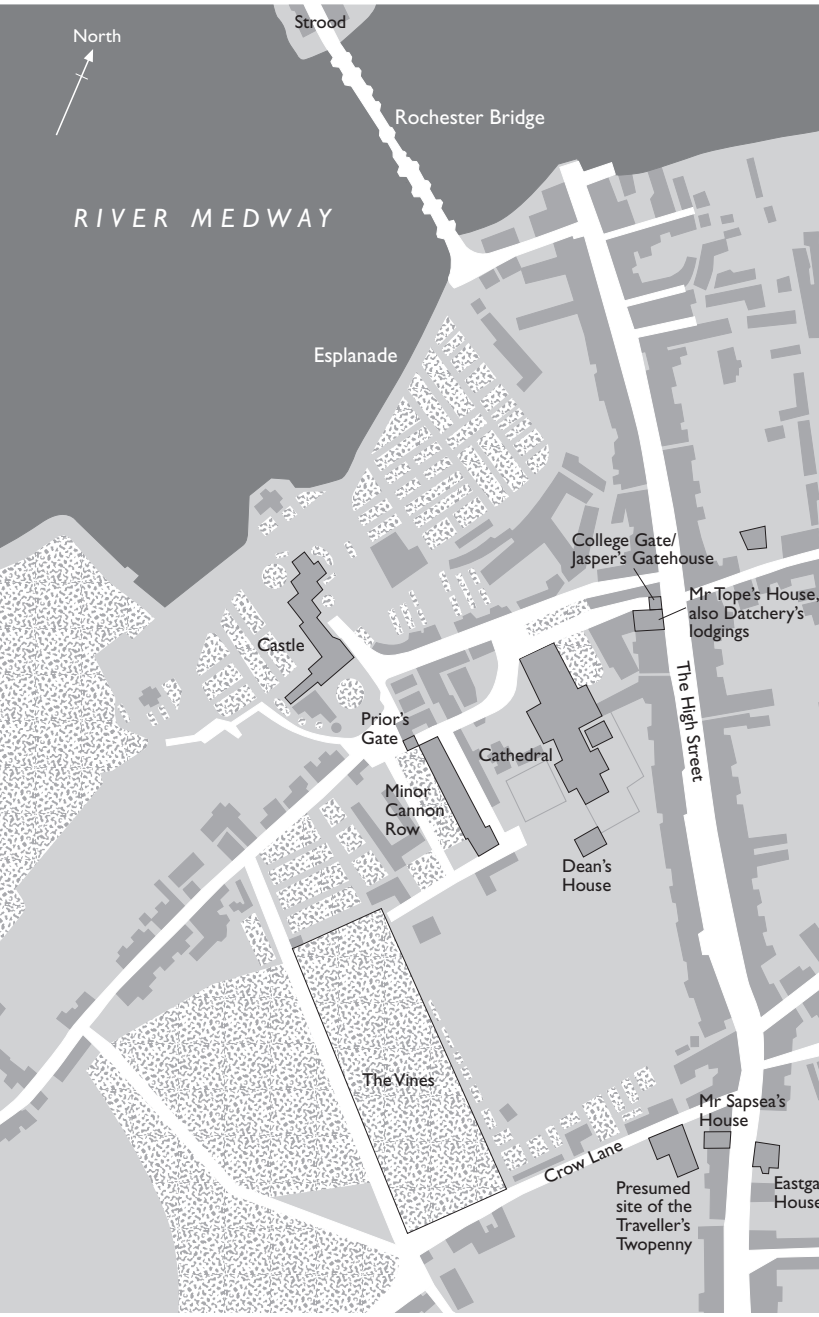 Strood
North
Rochester Bridge
RIVER MEDWAY
Esplanade
College Gate/
Jasper's Gatehouse
Mr Tope's House,
also Datchery's
lodgings
Castle
The High Street
Prior's
Gate
Cathedral
Minor
Cannon
Row
Dean's
House
The Vines
Mr Sapsea's
House
Crow Lane
Presumed
site of the
Traveller's
Twopenny
Eastga
House